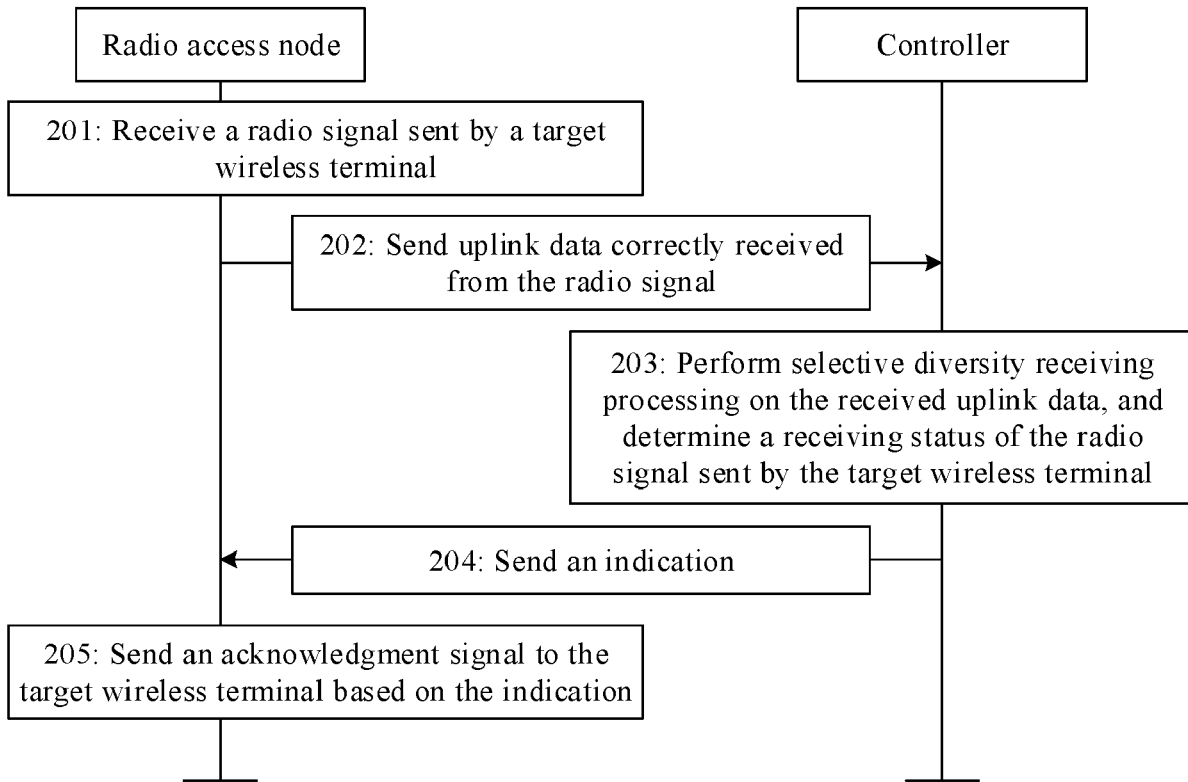 Radio access node
Controller
201: Receive a radio signal sent by a target
wireless terminal
202: Send uplink data correctly received
from the radio signal
203: Perform selective diversity receiving
processing on the received uplink data, and
determine a receiving status of the radio
signal sent by the target wireless terminal
204: Send an indication
205: Send an acknowledgment signal to the
target wireless terminal based on the indication